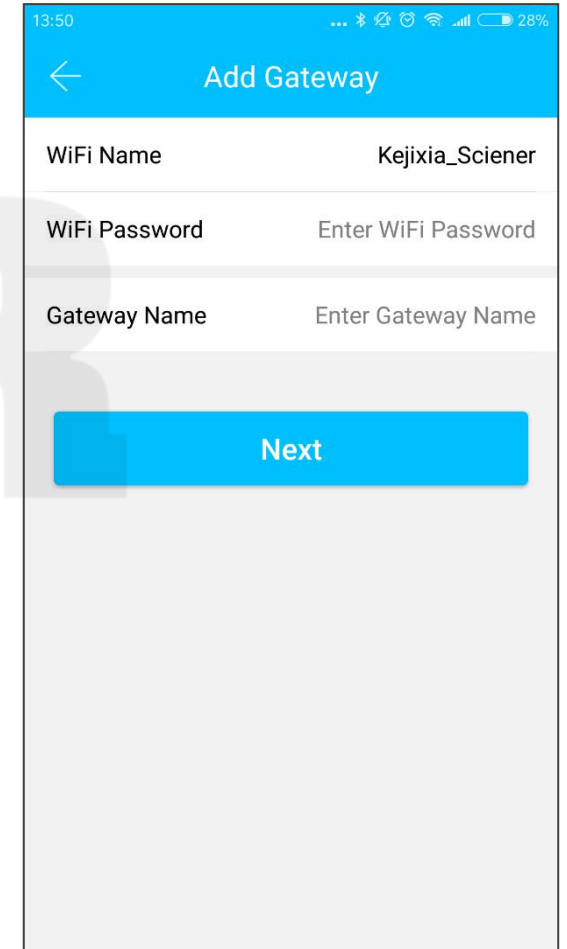 13:50 ... 28%
Add Gateway
WiFi Name Kejixia_Sciener
WiFi Password Enter WiFi Password
Gateway Name Enter Gateway Name
Next